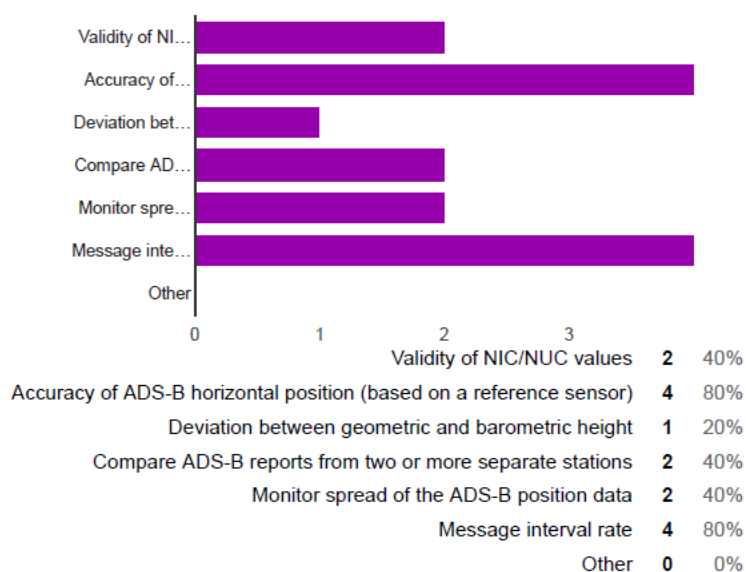 Validity of NI...
Accuracy of...
Deviation bet...
Compare AD...
Monitor spre...
Message inte...
Other
0 1 2 3
Validity of NIC/NUC values 2 40%
Accuracy of ADS-B horizontal position (based on a reference sensor) 4 80%
Deviation between geometric and barometric height 1 20%
Compare ADS-B reports from two or more separate stations 2 40%
Monitor spread of the ADS-B position data 2 40%
Message interval rate 4 80%
Other 0 0%